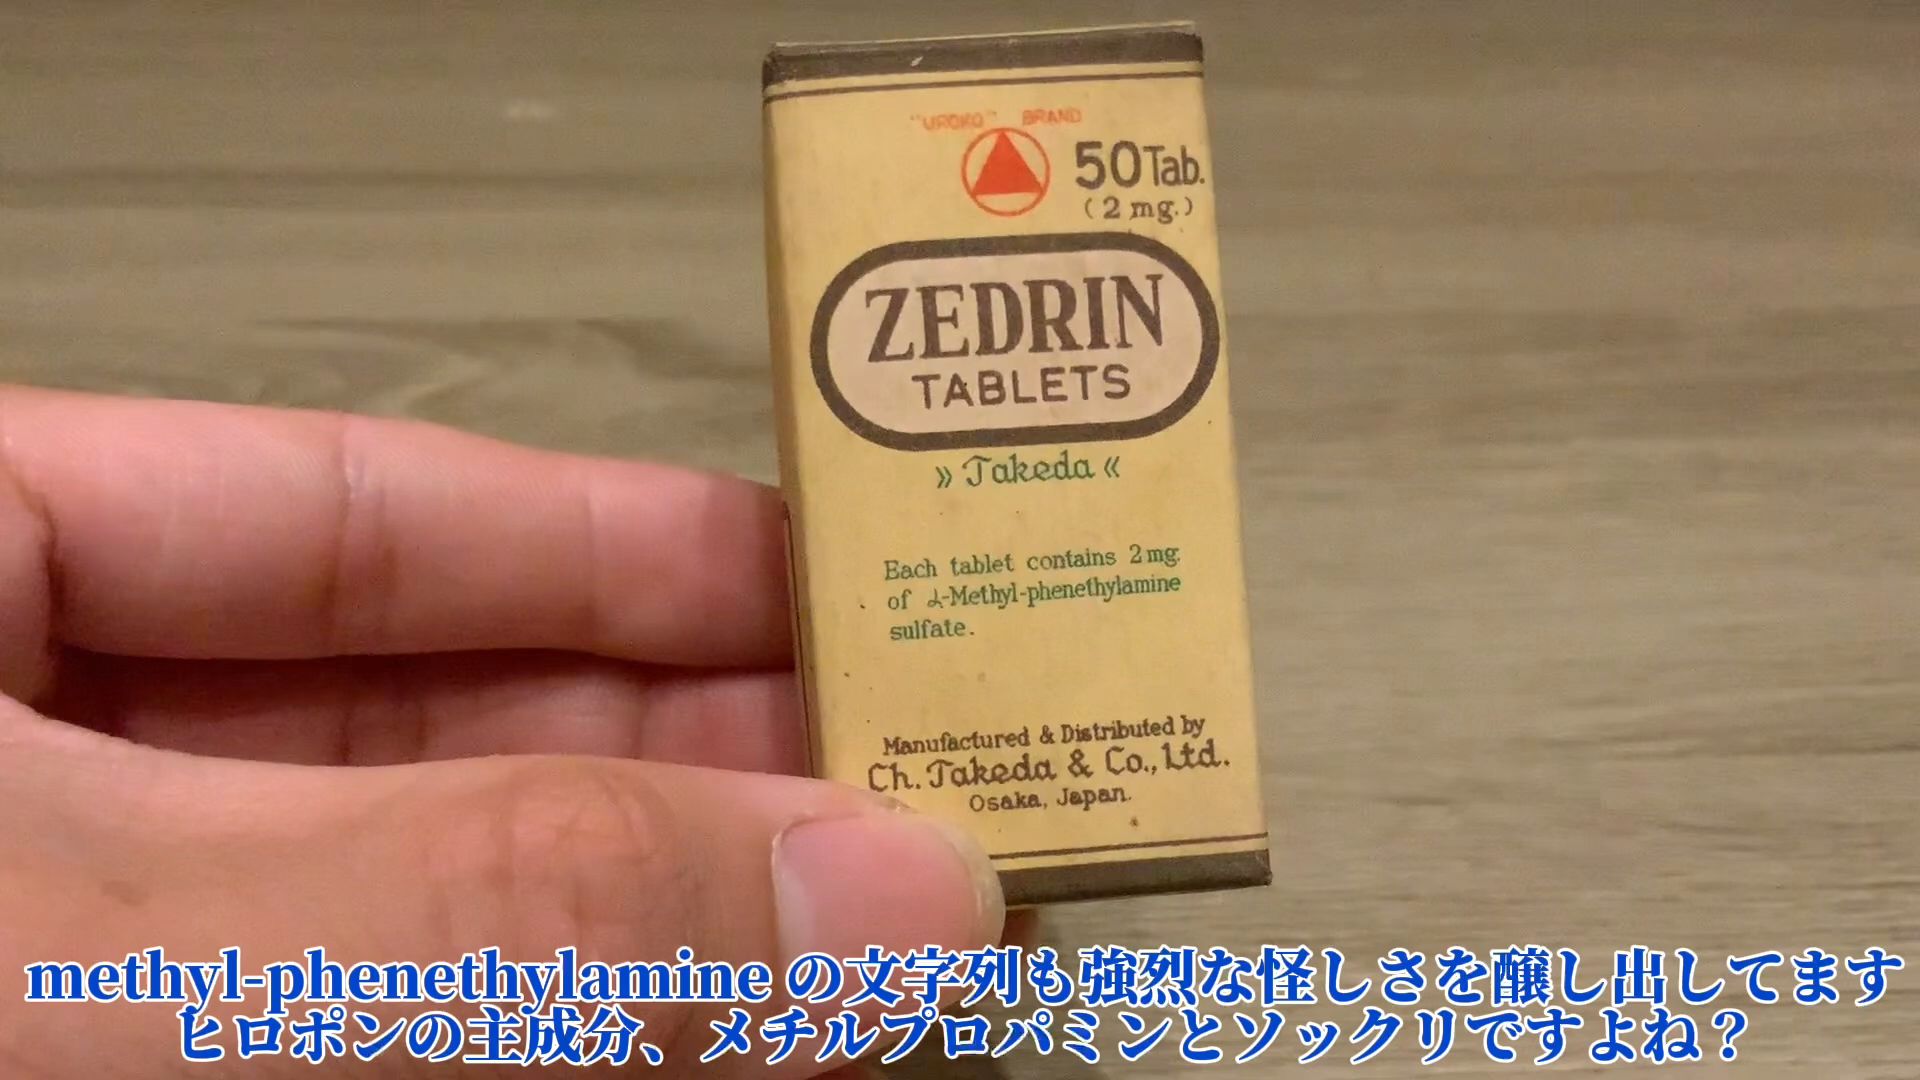 "UROKO" BRAND
50 Tab.
(2 mg.)
ZEDRIN
TABLETS
» Takeda «
Each tablet contains 2 mg.
of α-Methyl-phenethylamine
sulfate.
Manufactured & Distributed by
Ch. Takeda & Co., Ltd.
Osaka, Japan.
methyl-phenethylamine の文字列も強烈な怪しさを醸し出してます
ヒロポンの主成分、メチルプロパミンとソックリですよね？